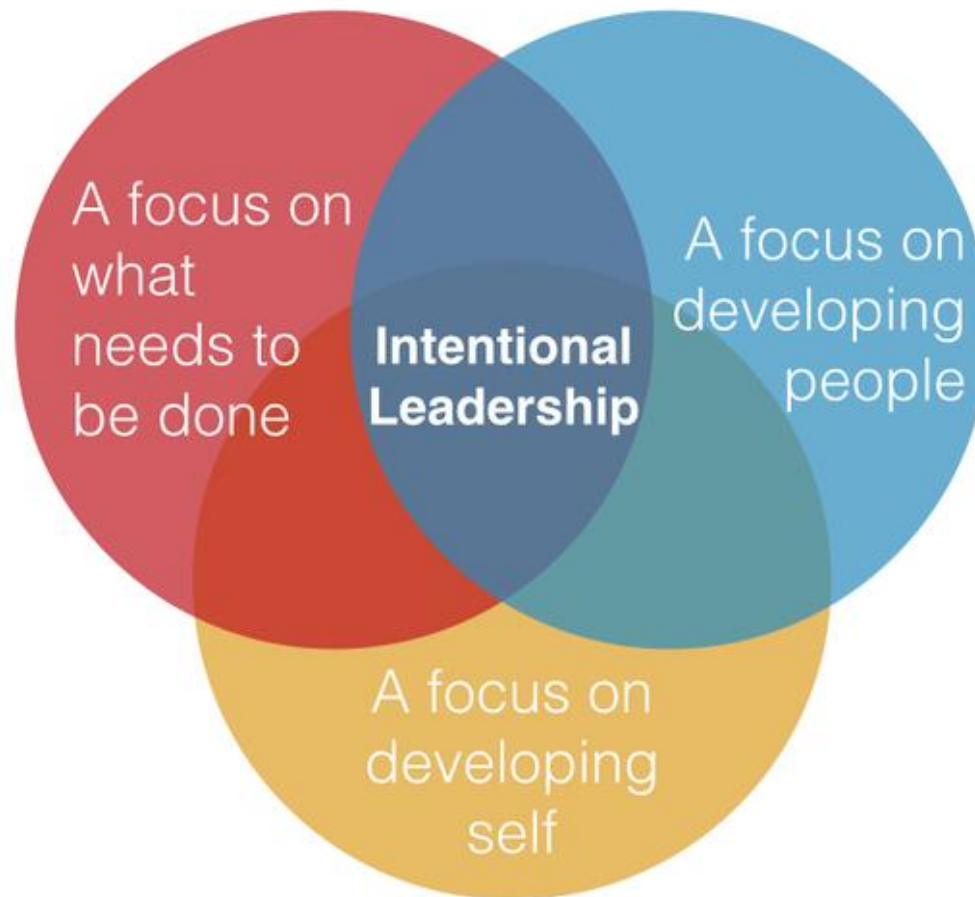 A focus on
what
needs to
be done
Intentional
Leadership
A focus on
developing
people
A focus on
developing
self